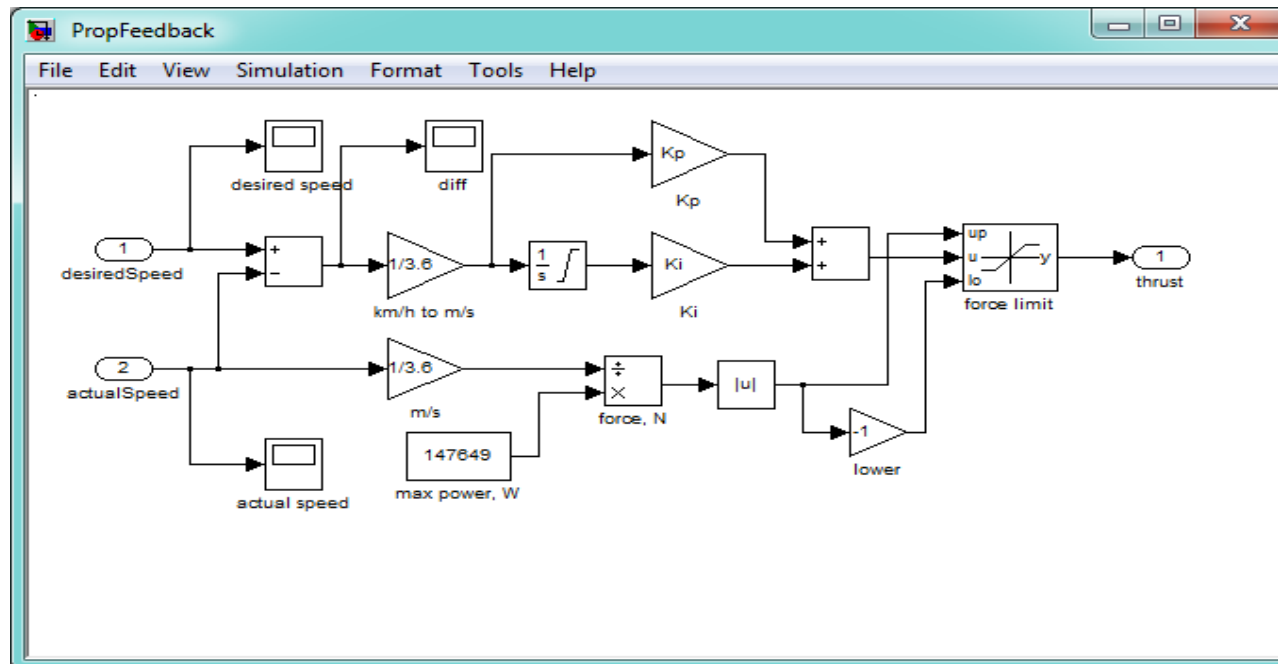 PropFeedback
File Edit View Simulation Format Tools Help
desired speed
diff
Kp
Kp
1
desiredSpeed
+
−
1/3.6
km/h to m/s
1
s
Ki
Ki
+
+
up
u
lo
y
force limit
1
thrust
2
actualSpeed
1/3.6
m/s
÷
×
force, N
|u|
-1
lower
147649
max power, W
actual speed